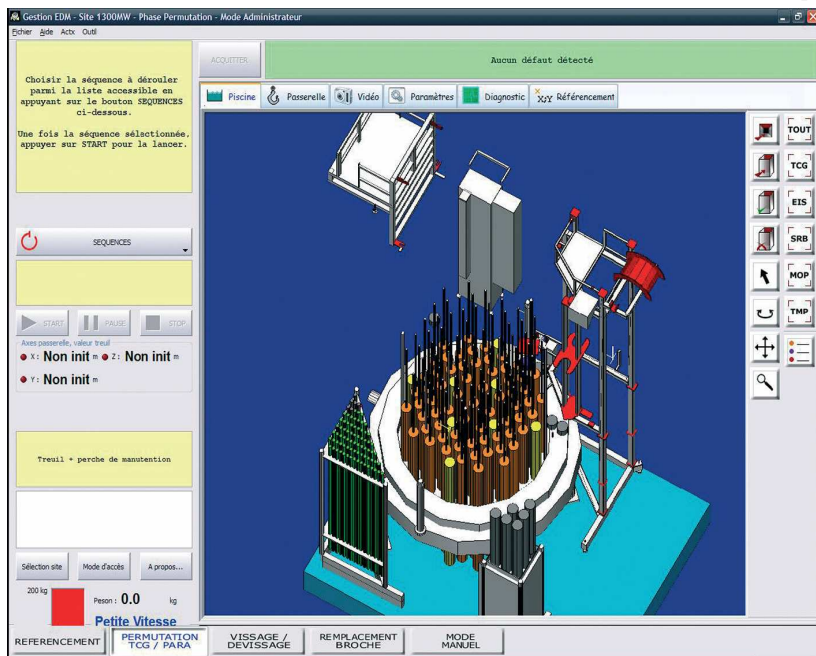 Gestion EDM - Site 1300MW - Phase Permutation - Mode Administrateur
Fichier Aide Actx Outil
Choisir la séquence à dérouler
parmi la liste accessible en
appuyant sur le bouton SEQUENCES
ci-dessous.
Une fois la séquence sélectionnée,
appuyer sur START pour la lancer.
ACQUITTER
Aucun défaut détecté
Piscine Passerelle Vidéo Paramètres Diagnostic X;Y Référencement
SEQUENCES
START PAUSE STOP
Axes passerelle, valeur treuil
X : Non init m Z : Non init m
Y : Non init m
Treuil + perche de manutention
Sélection site Mode d'accès A propos...
200 kg
Peson : 0.0 kg
Petite Vitesse
TOUT
TCG
EIS
SRB
MOP
TMP
REFERENCEMENT
PERMUTATION
TCG / PARA
VISSAGE /
DEVISSAGE
REMPLACEMENT
BROCHE
MODE
MANUEL